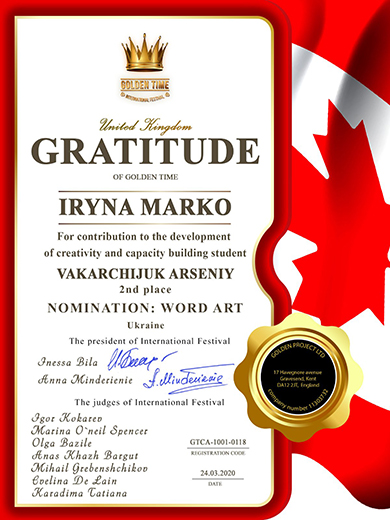 GOLDEN TIME
INTERNATIONAL FESTIVAL
United Kingdom
GRATITUDE
OF GOLDEN TIME
IRYNA MARKO
For contribution to the development
of creativity and capacity building student
VAKARCHIJUK ARSENIY
2nd place
NOMINATION: WORD ART
Ukraine
The president of International Festival
Inessa Bila
Anna Minderienie
The judges of International Festival
Igor Kokarev
Marina O`neil Spencer
Olga Bazile
Anas Khazh Bargut
Mihail Grebenshchikov
Evelina De Lain
Karadima Tatiana
GTCA-1001-0118
REGISTRATION CODE
24.03.2020
DATE
GOLDEN PROJECT LTD
17 Havengnore avenue
Gravesend, Kent
DA12 2JT, England